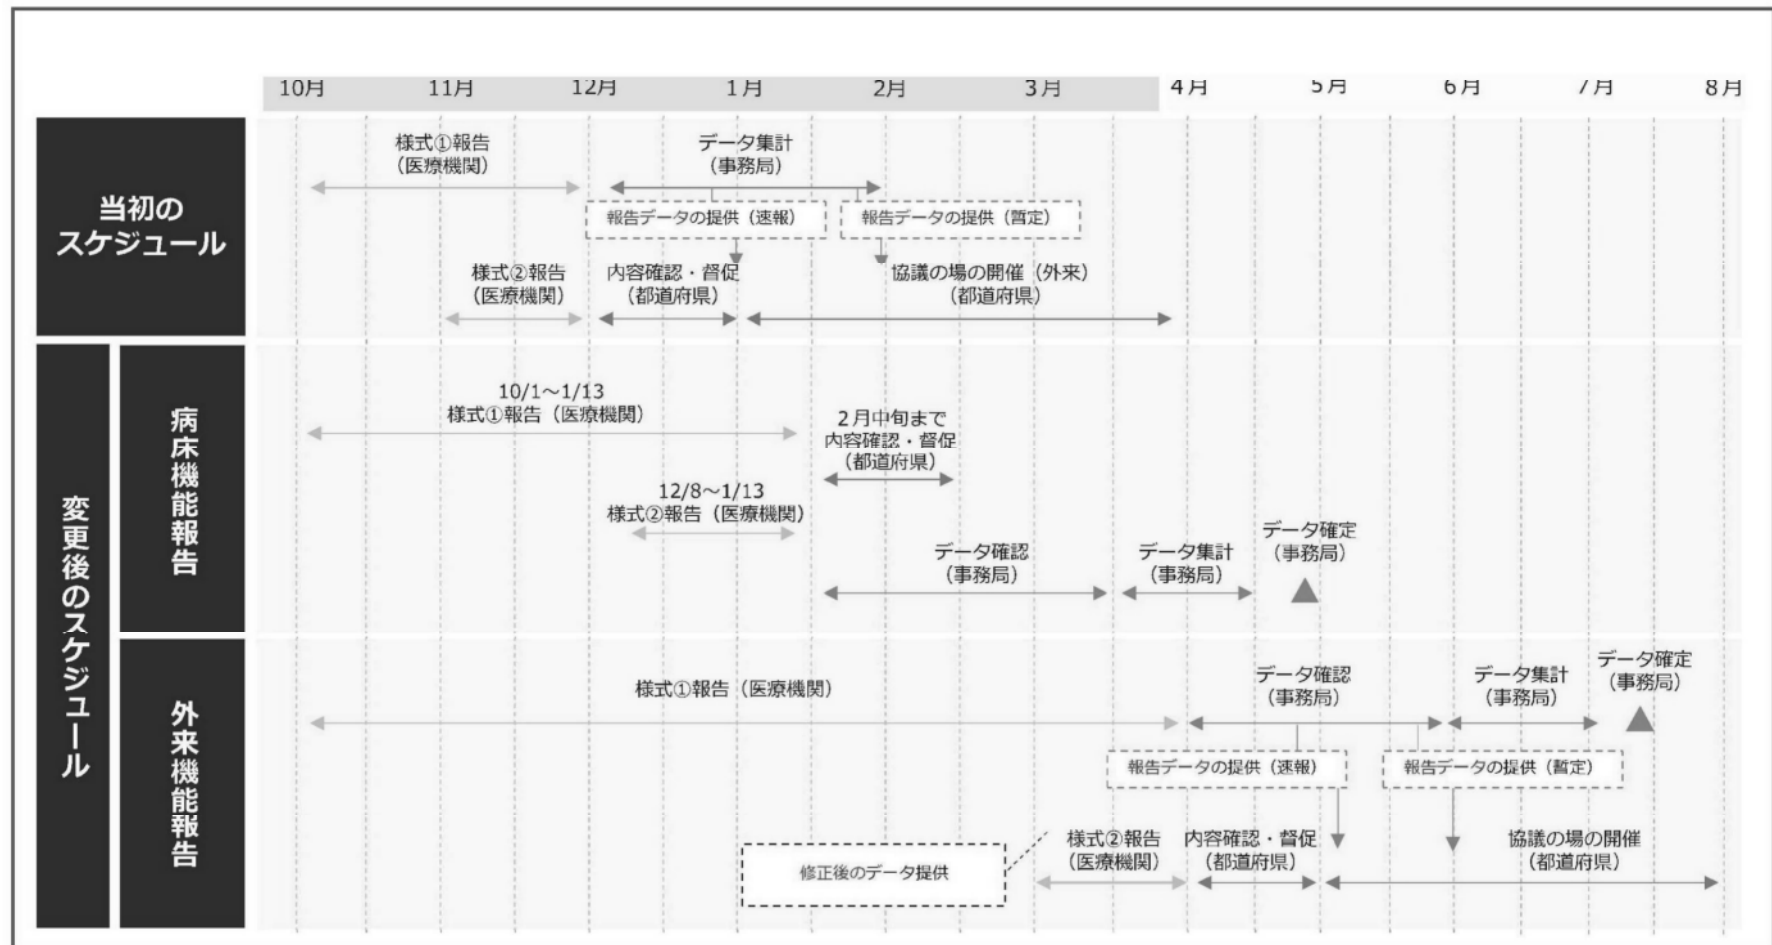 10月 11月 12月 1月 2月 3月 4月 5月 6月 7月 8月
当初の
スケジュール
様式①報告
（医療機関）
データ集計
（事務局）
報告データの提供（速報）
報告データの提供（暫定）
様式②報告
（医療機関）
内容確認・督促
（都道府県）
協議の場の開催（外来）
（都道府県）
変更後のスケジュール
病床機能報告
10/1～1/13
様式①報告（医療機関）
2月中旬まで
内容確認・督促
（都道府県）
12/8～1/13
様式②報告（医療機関）
データ確認
（事務局）
データ集計
（事務局）
データ確定
（事務局）
外来機能報告
様式①報告（医療機関）
データ確認
（事務局）
データ集計
（事務局）
データ確定
（事務局）
報告データの提供（速報）
報告データの提供（暫定）
修正後のデータ提供
様式②報告
（医療機関）
内容確認・督促
（都道府県）
協議の場の開催
（都道府県）